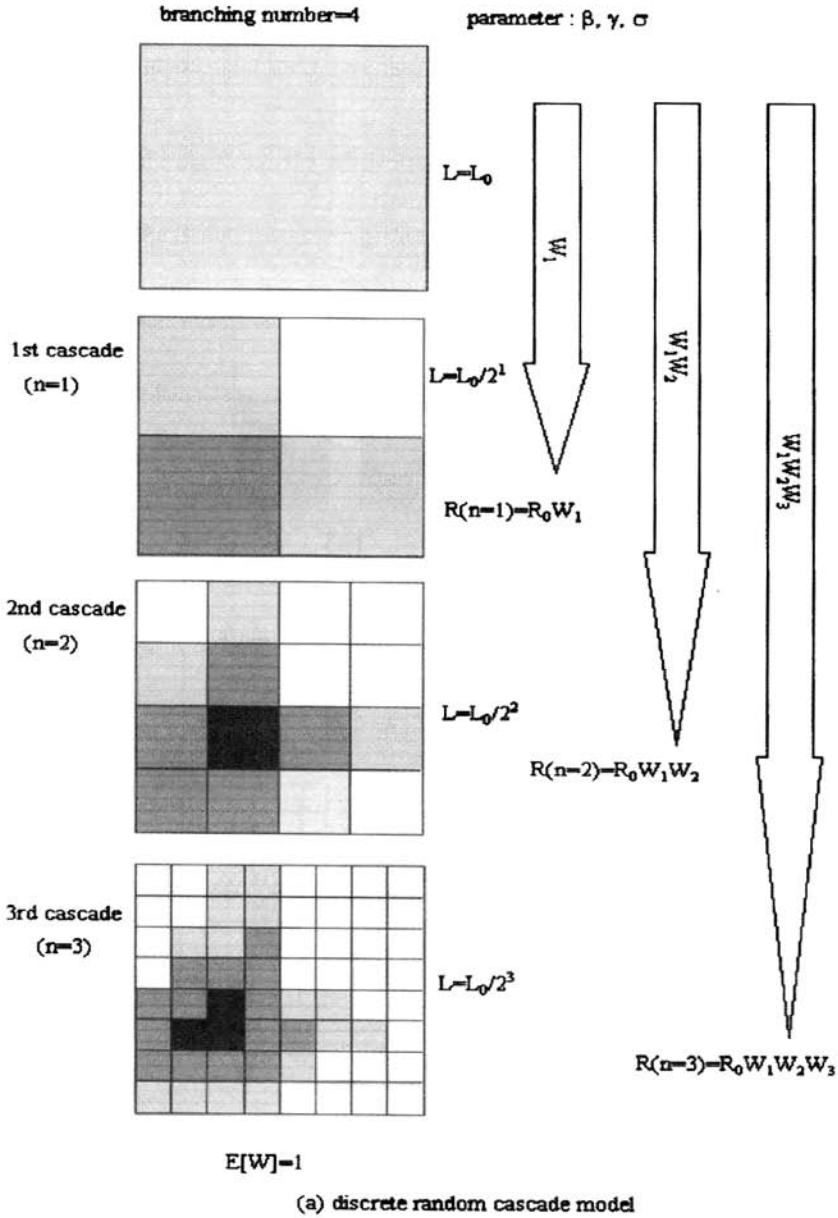 branching number=4
parameter : β, γ, σ
L=L₀
W₁
W₁W₂
W₁W₂W₃
1st cascade
(n=1)
L=L₀/2¹
R(n=1)=R₀W₁
2nd cascade
(n=2)
L=L₀/2²
R(n=2)=R₀W₁W₂
3rd cascade
(n=3)
L=L₀/2³
R(n=3)=R₀W₁W₂W₃
E[W]=1
(a) discrete random cascade model